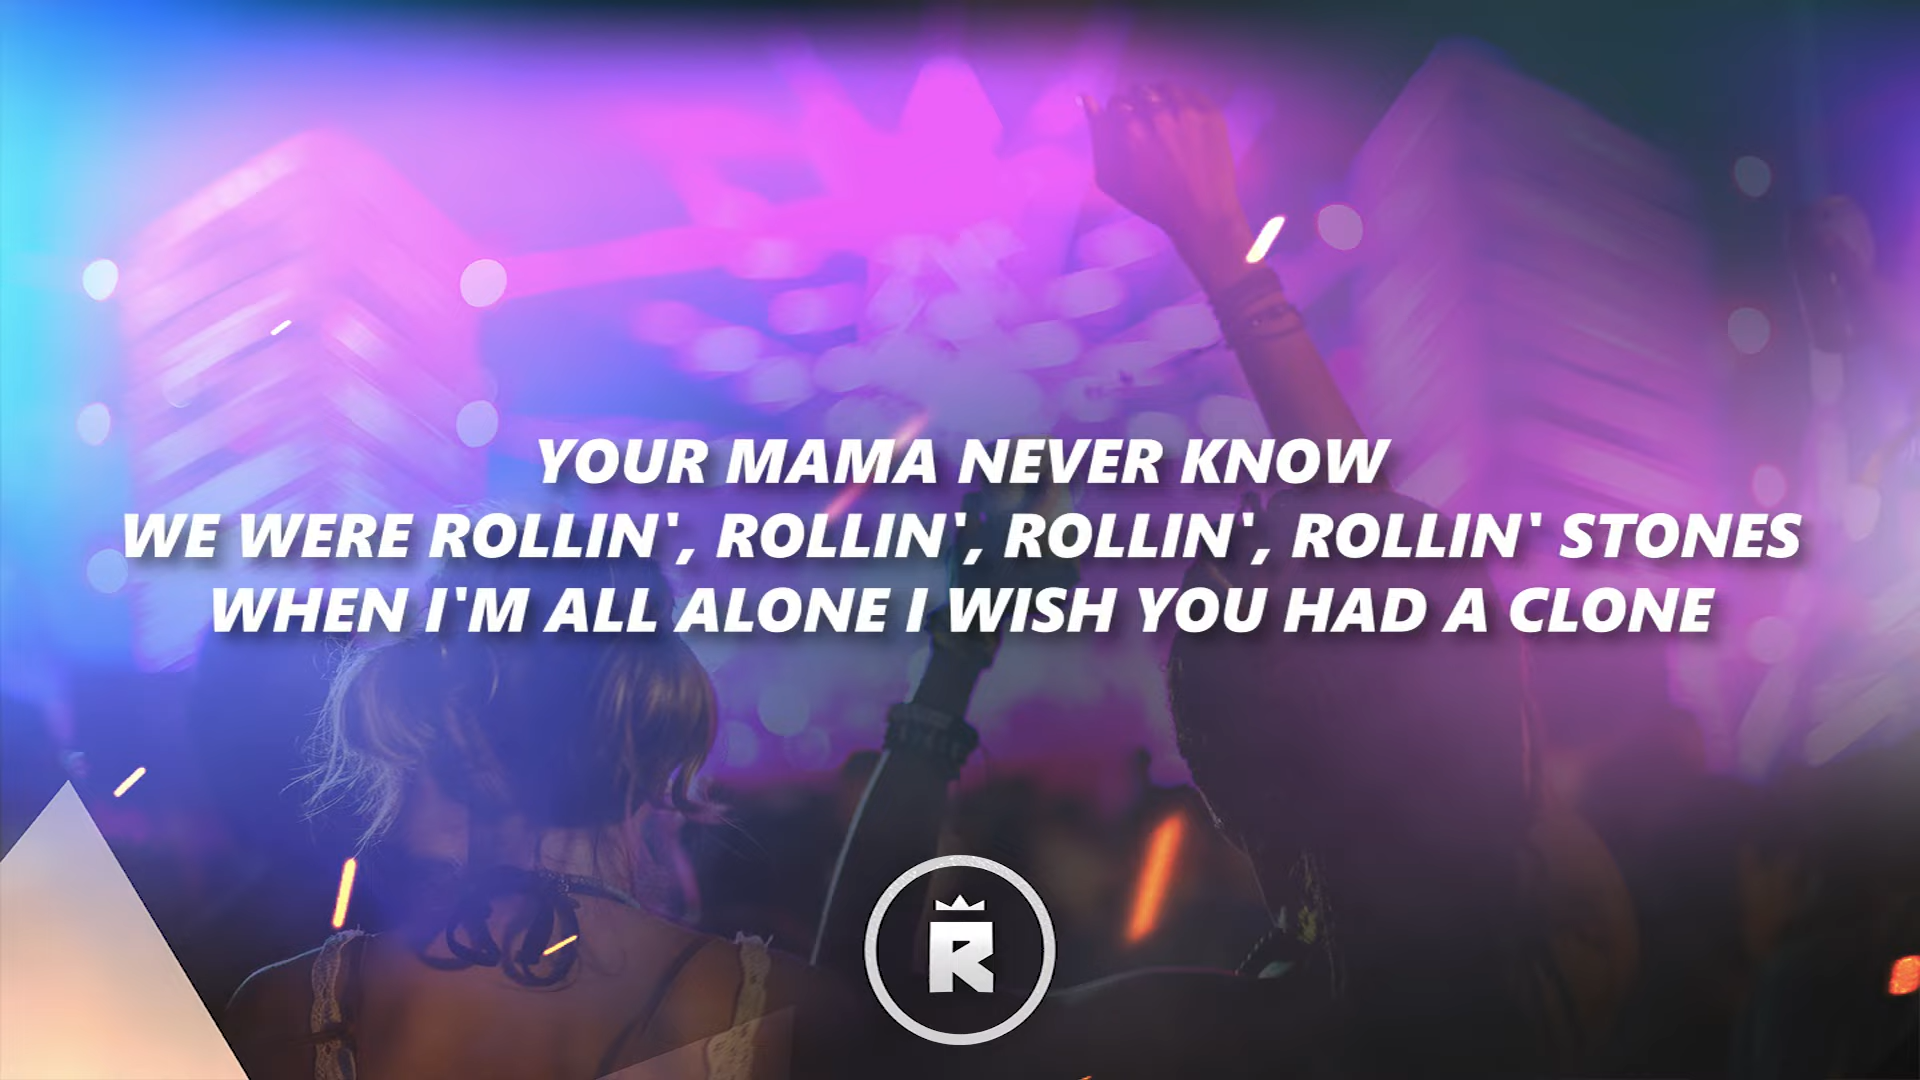 YOUR MAMA NEVER KNOW
WE WERE ROLLIN', ROLLIN', ROLLIN', ROLLIN' STONES
WHEN I'M ALL ALONE I WISH YOU HAD A CLONE
R